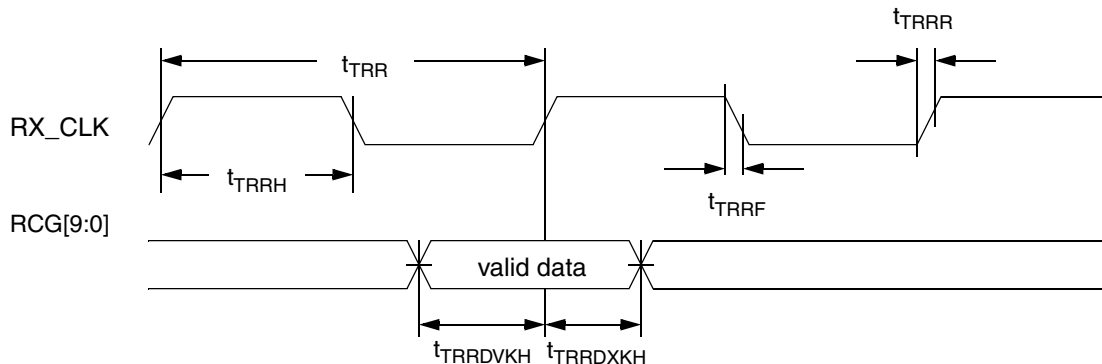 tTRRR
tTRR
RX_CLK
tTRRH
tTRRF
RCG[9:0]
valid data
tTRRDVKH
tTRRDXKH